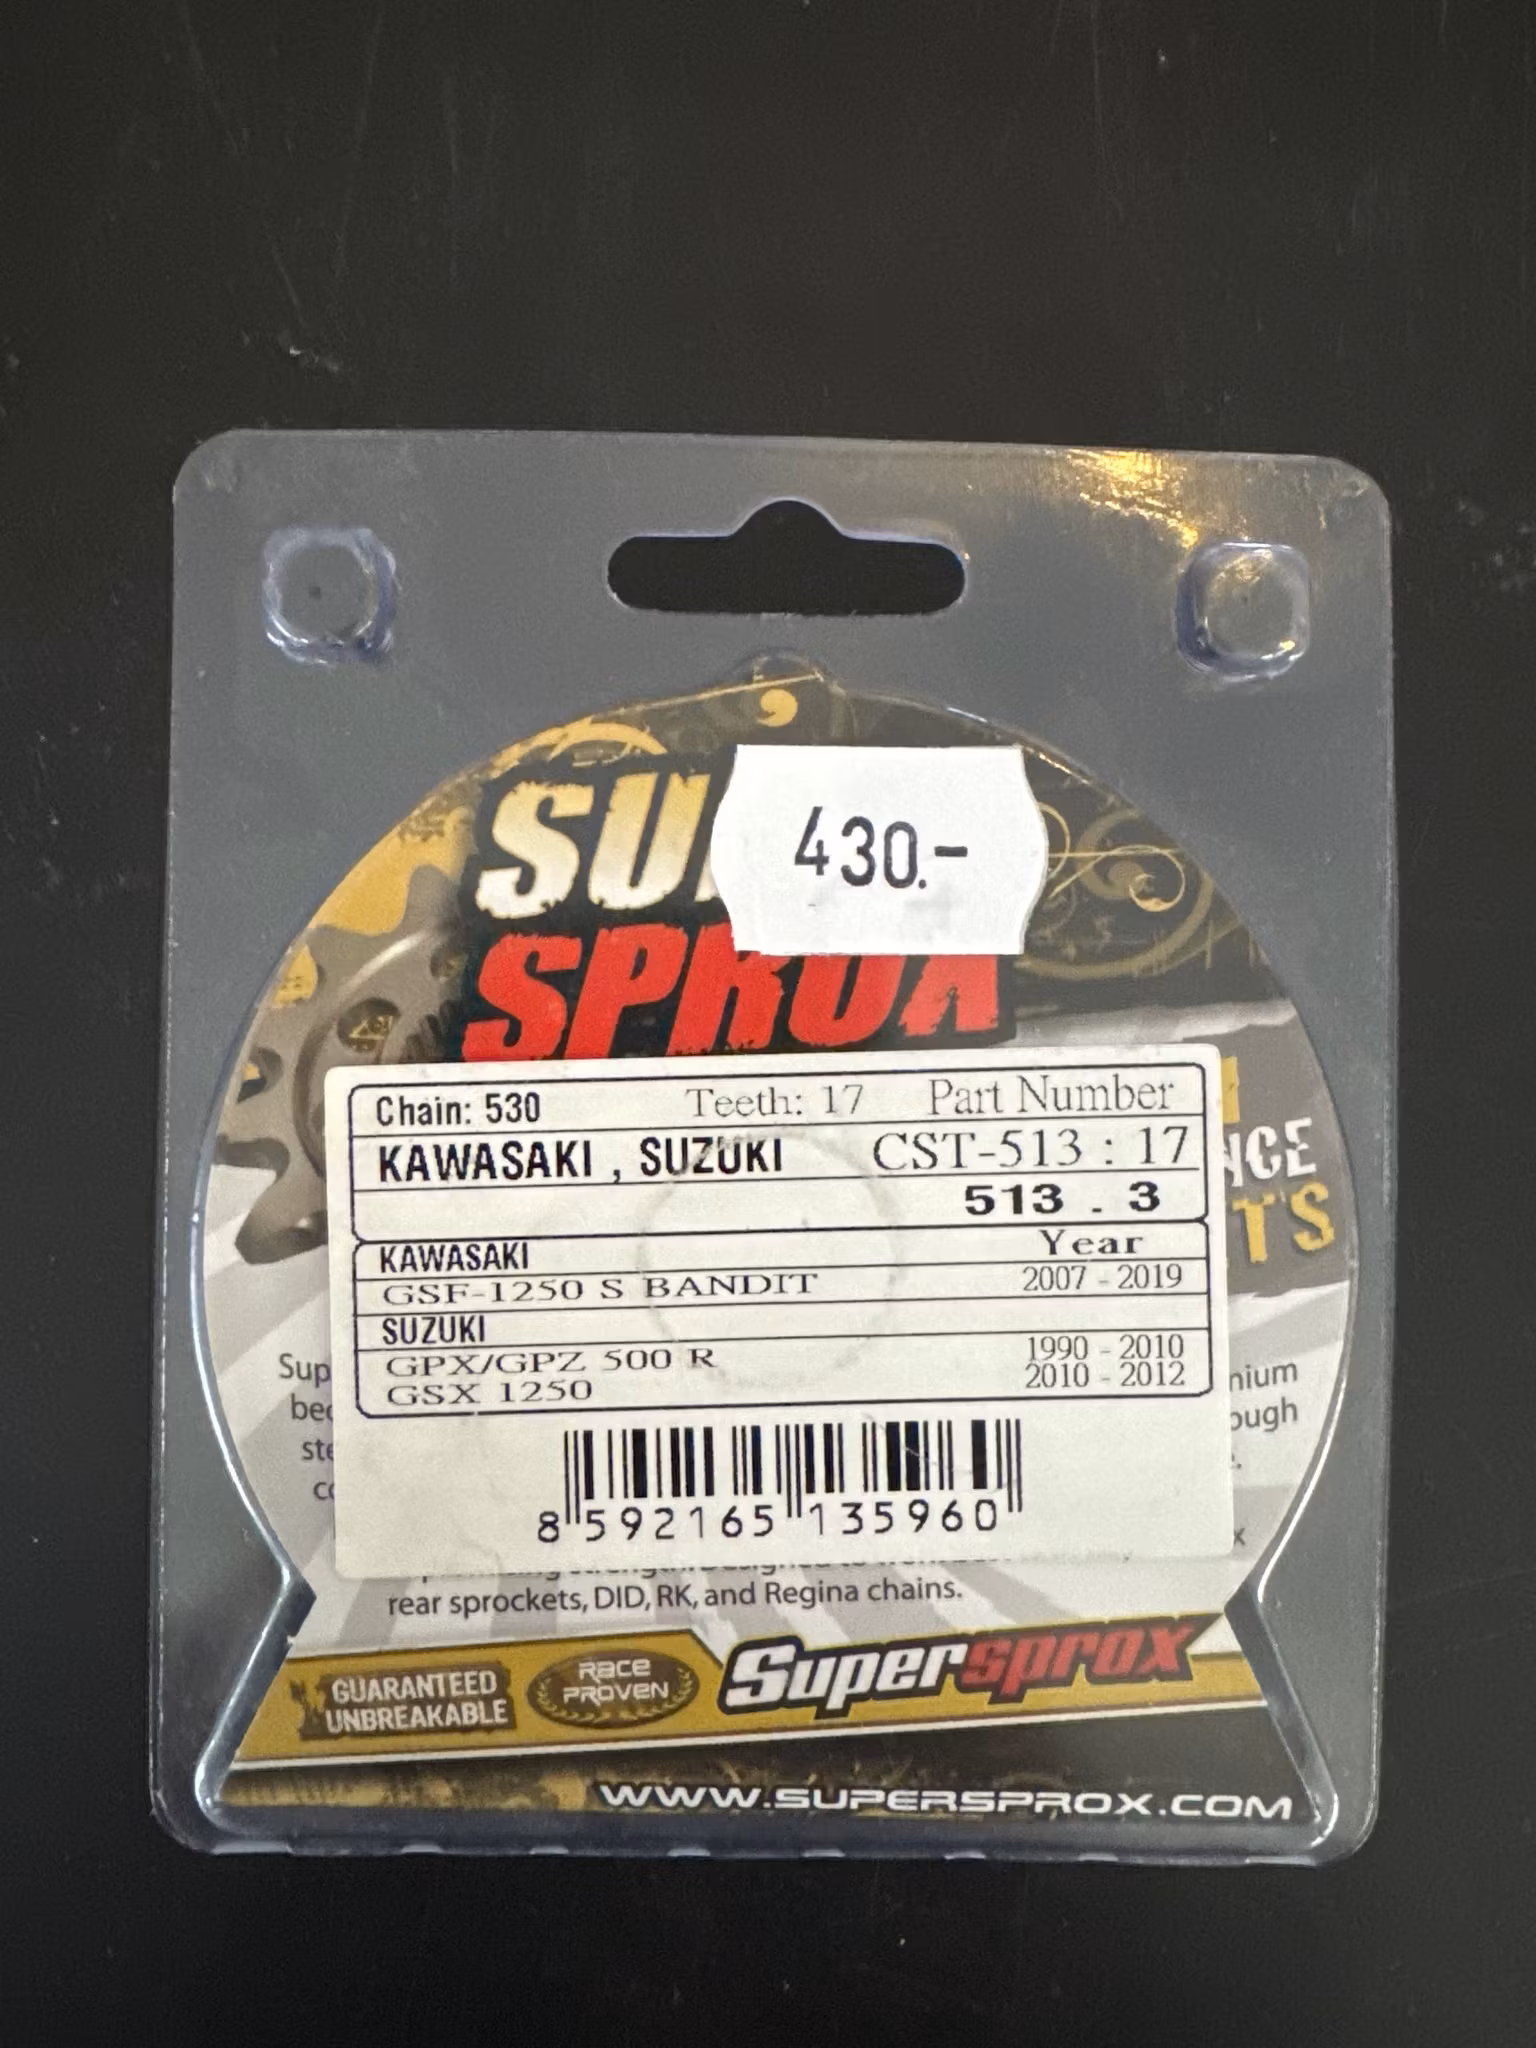 430.-
SPROX
Chain: 530 Teeth: 17 Part Number
KAWASAKI , SUZUKI CST-513 : 17
513 . 3
KAWASAKI Year
GSF-1250 S BANDIT 2007 - 2019
SUZUKI
GPX/GPZ 500 R 1990 - 2010
GSX 1250 2010 - 2012
8 592165 135960
rear sprockets, DID, RK, and Regina chains.
GUARANTEED
UNBREAKABLE
RACE
PROVEN
Supersprox
WWW.SUPERSPROX.COM